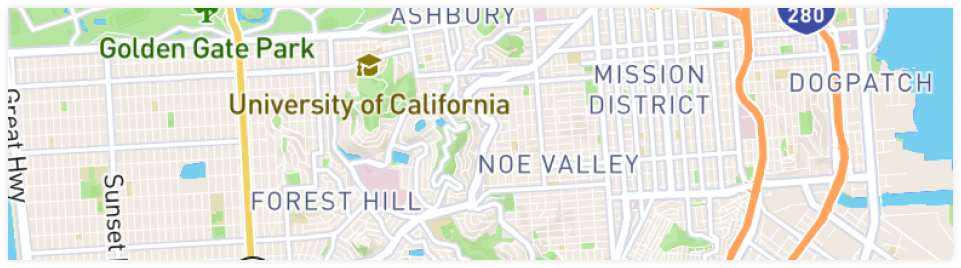 ASHBURY
280
Golden Gate Park
MISSION
DISTRICT
DOGPATCH
University of California
Great Hwy
NOE VALLEY
Sunset
FOREST HILL